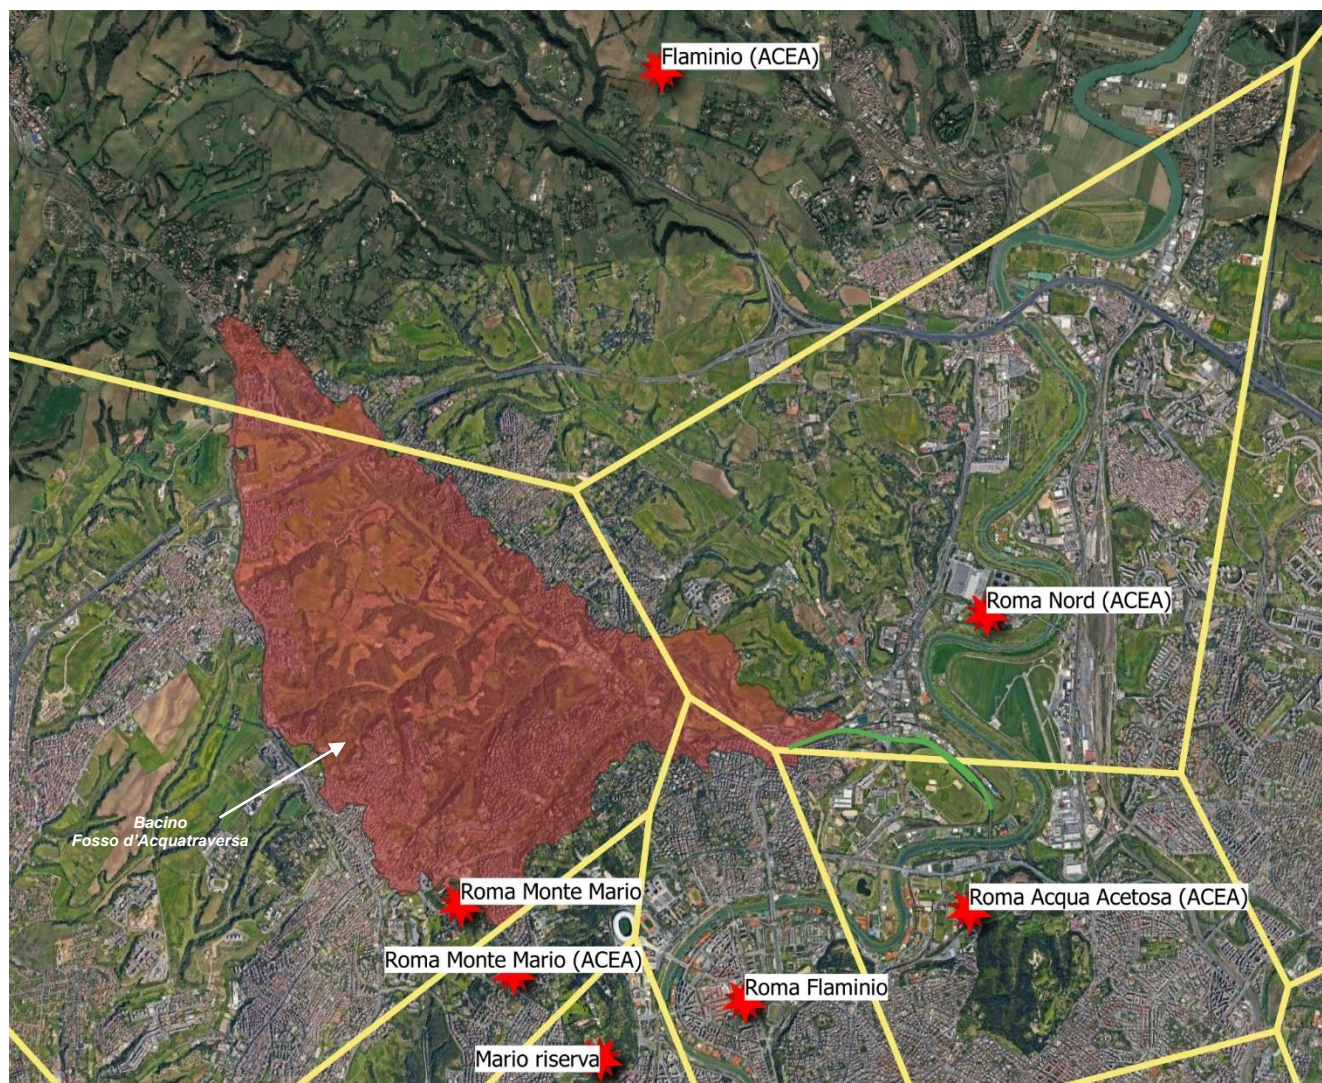 Flaminio (ACEA)
Roma Nord (ACEA)
Bacino
Fosso d'Acquatraversa
Roma Monte Mario
Roma Acqua Acetosa (ACEA)
Roma Monte Mario (ACEA)
Roma Flaminio
Mario riserva